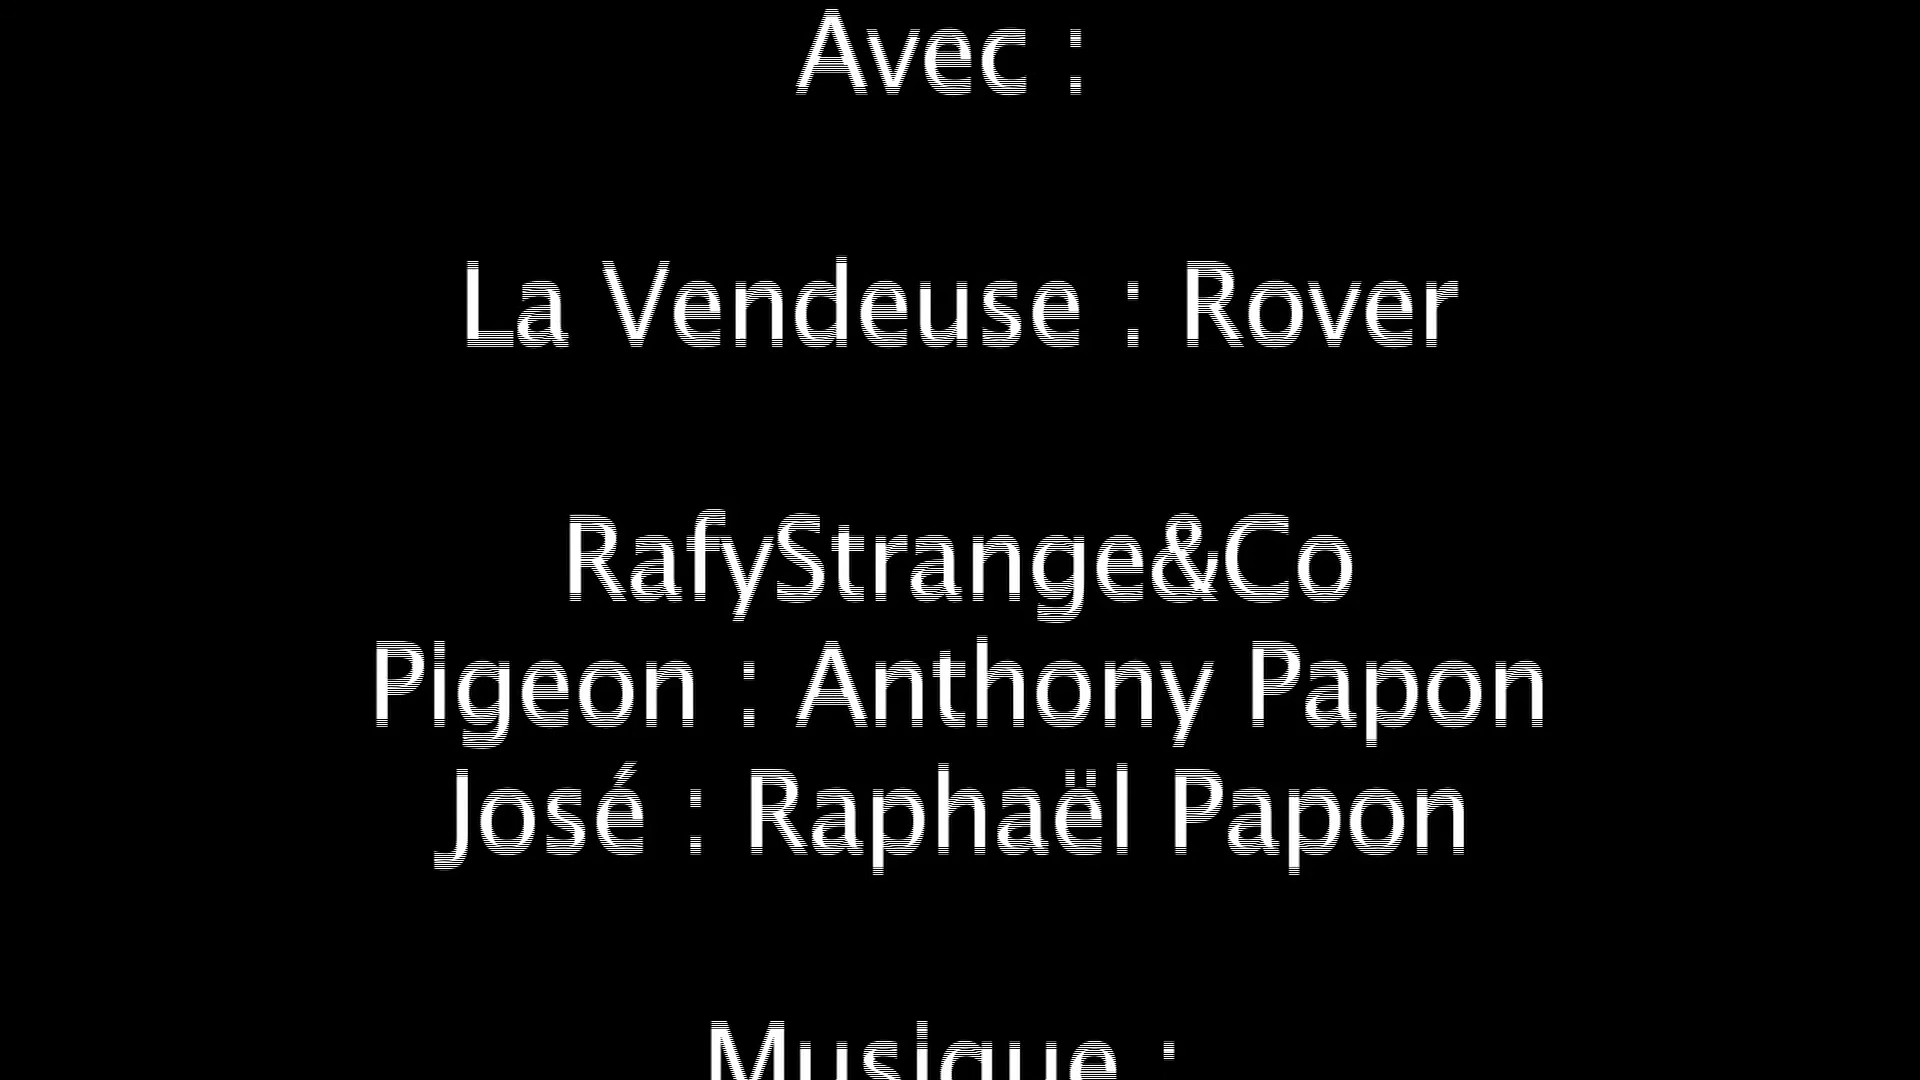 Avec :
La Vendeuse : Rover
RafyStrange&Co
Pigeon : Anthony Papon
José : Raphaël Papon
Musique :